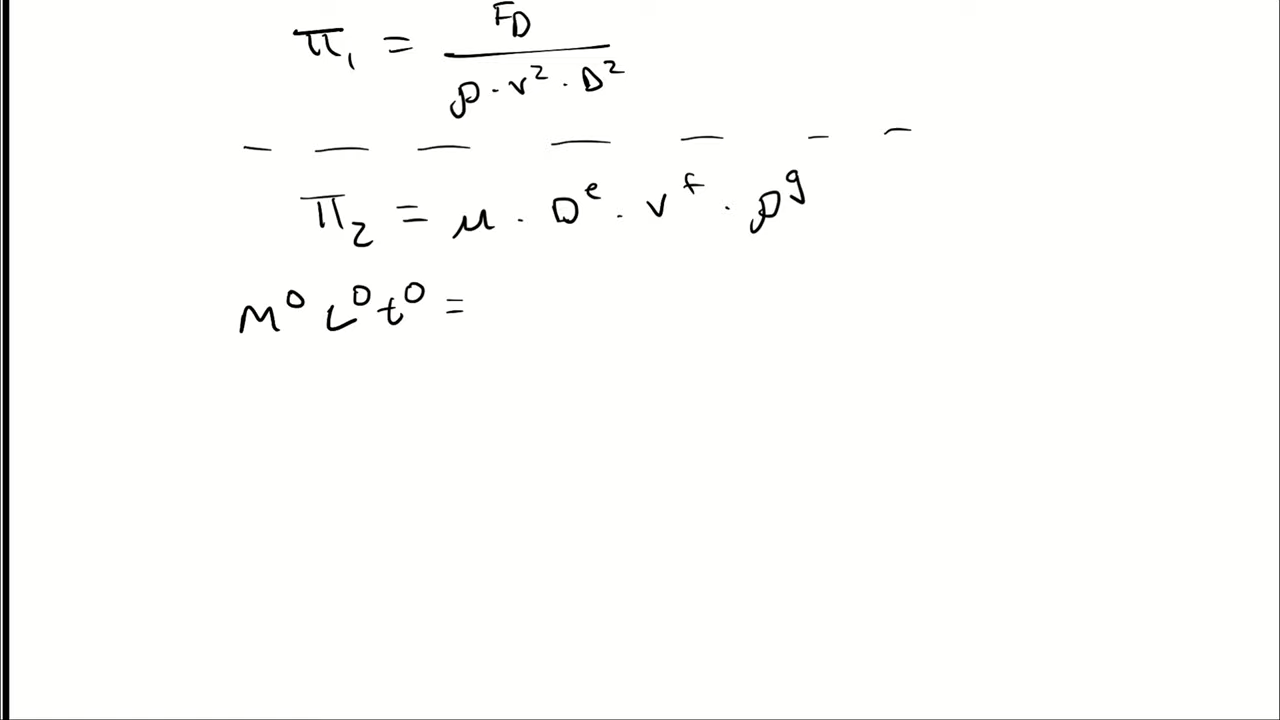 π₁ = F_D / ρ · v² · D²
π₂ = μ · D^e · v^f · ρ^g
M⁰ L⁰ t⁰ =